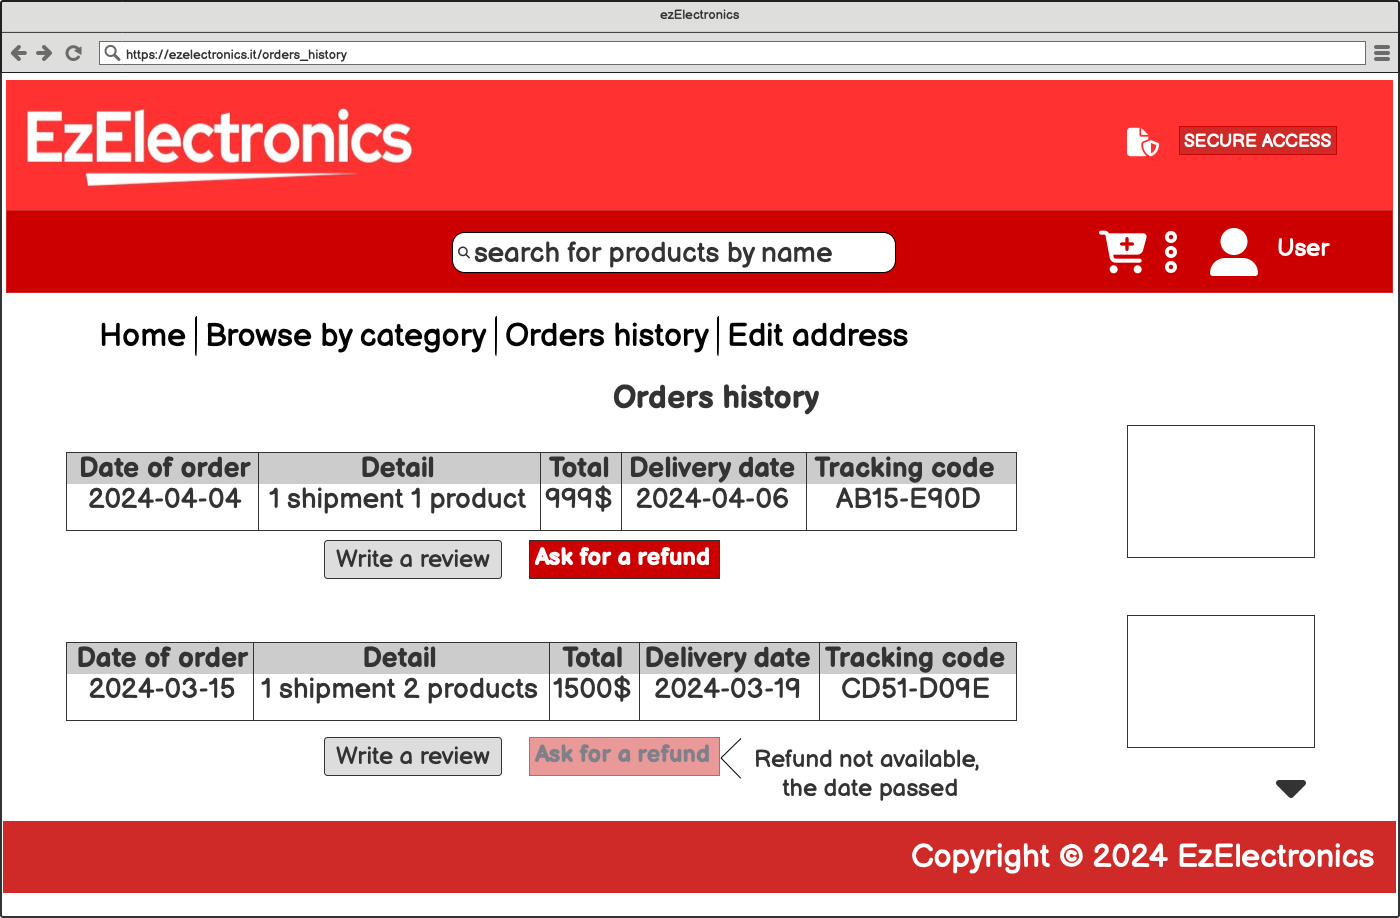 ezElectronics
https://ezelectronics.it/orders_history
EzElectronics
SECURE ACCESS
search for products by name
User
Home Browse by category Orders history Edit address
Orders history
Date of order Detail Total Delivery date Tracking code
2024-04-04 1 shipment 1 product 999$ 2024-04-06 AB15-E90D
Write a review Ask for a refund
Date of order Detail Total Delivery date Tracking code
2024-03-15 1 shipment 2 products 1500$ 2024-03-19 CD51-D09E
Write a review Ask for a refund
Refund not available,
the date passed
Copyright © 2024 EzElectronics